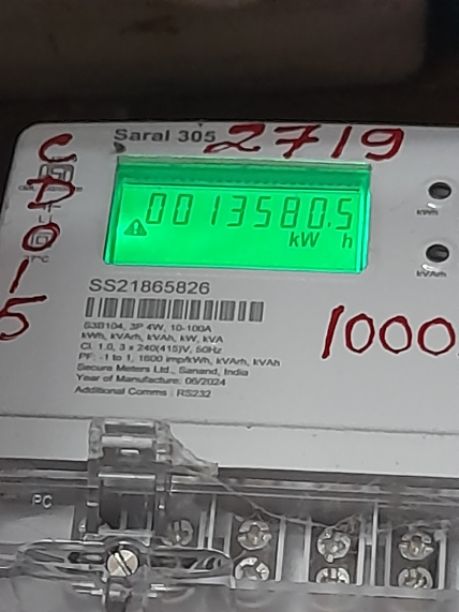 Saral 305
2719
CD015
0013580.5
kW h
kWh
kVArh
SS21865826
S3B104, 3P 4W, 10-100A
kWh, kVArh, kVAh, kW, kVA
Cl. 1.0, 3 x 240(415)V, 50Hz
PF: -1 to 1, 1600 imp/kWh, kVArh, kVAh
Secure Meters Ltd., Sanand, India
Year of Manufacture: 06/2024
Additional Comms : RS232
1000
PC